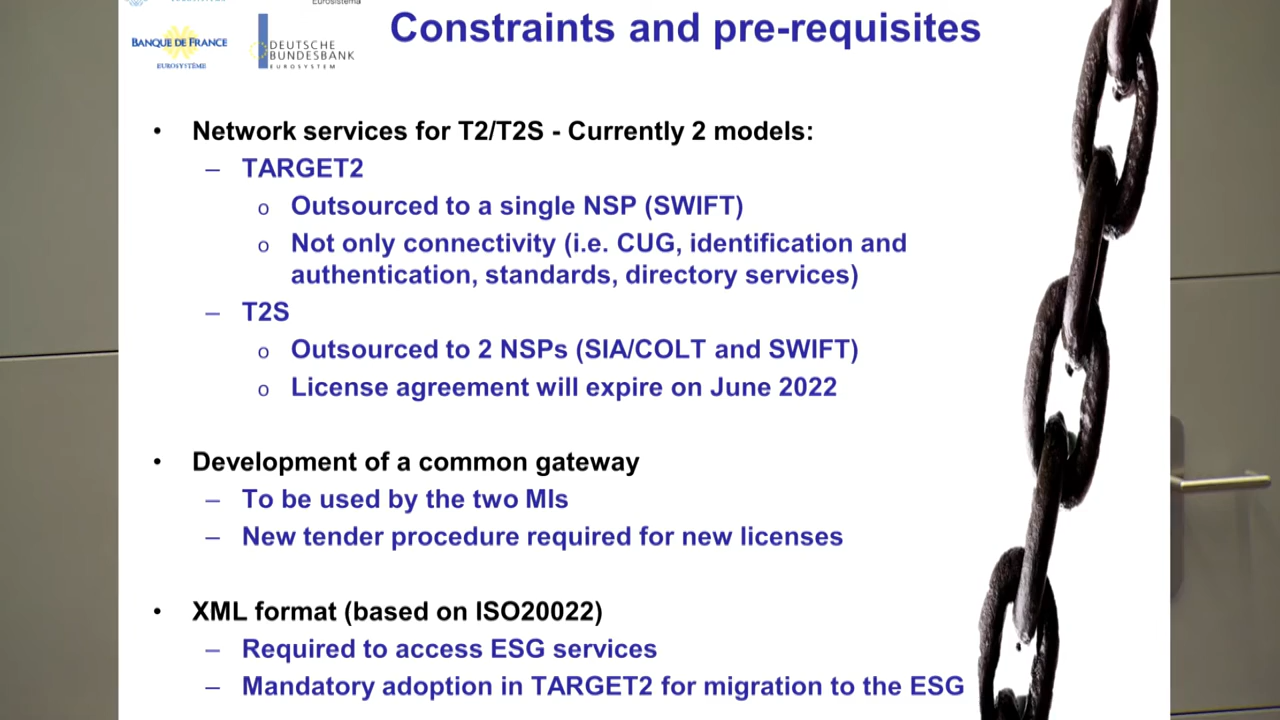 Eurosistema
BANQUE DE FRANCE
EUROSYSTÈME
DEUTSCHE
BUNDESBANK
EUROSYSTEM
Constraints and pre-requisites
• Network services for T2/T2S - Currently 2 models:
– TARGET2
o Outsourced to a single NSP (SWIFT)
o Not only connectivity (i.e. CUG, identification and
authentication, standards, directory services)
– T2S
o Outsourced to 2 NSPs (SIA/COLT and SWIFT)
o License agreement will expire on June 2022
• Development of a common gateway
– To be used by the two MIs
– New tender procedure required for new licenses
• XML format (based on ISO20022)
– Required to access ESG services
– Mandatory adoption in TARGET2 for migration to the ESG